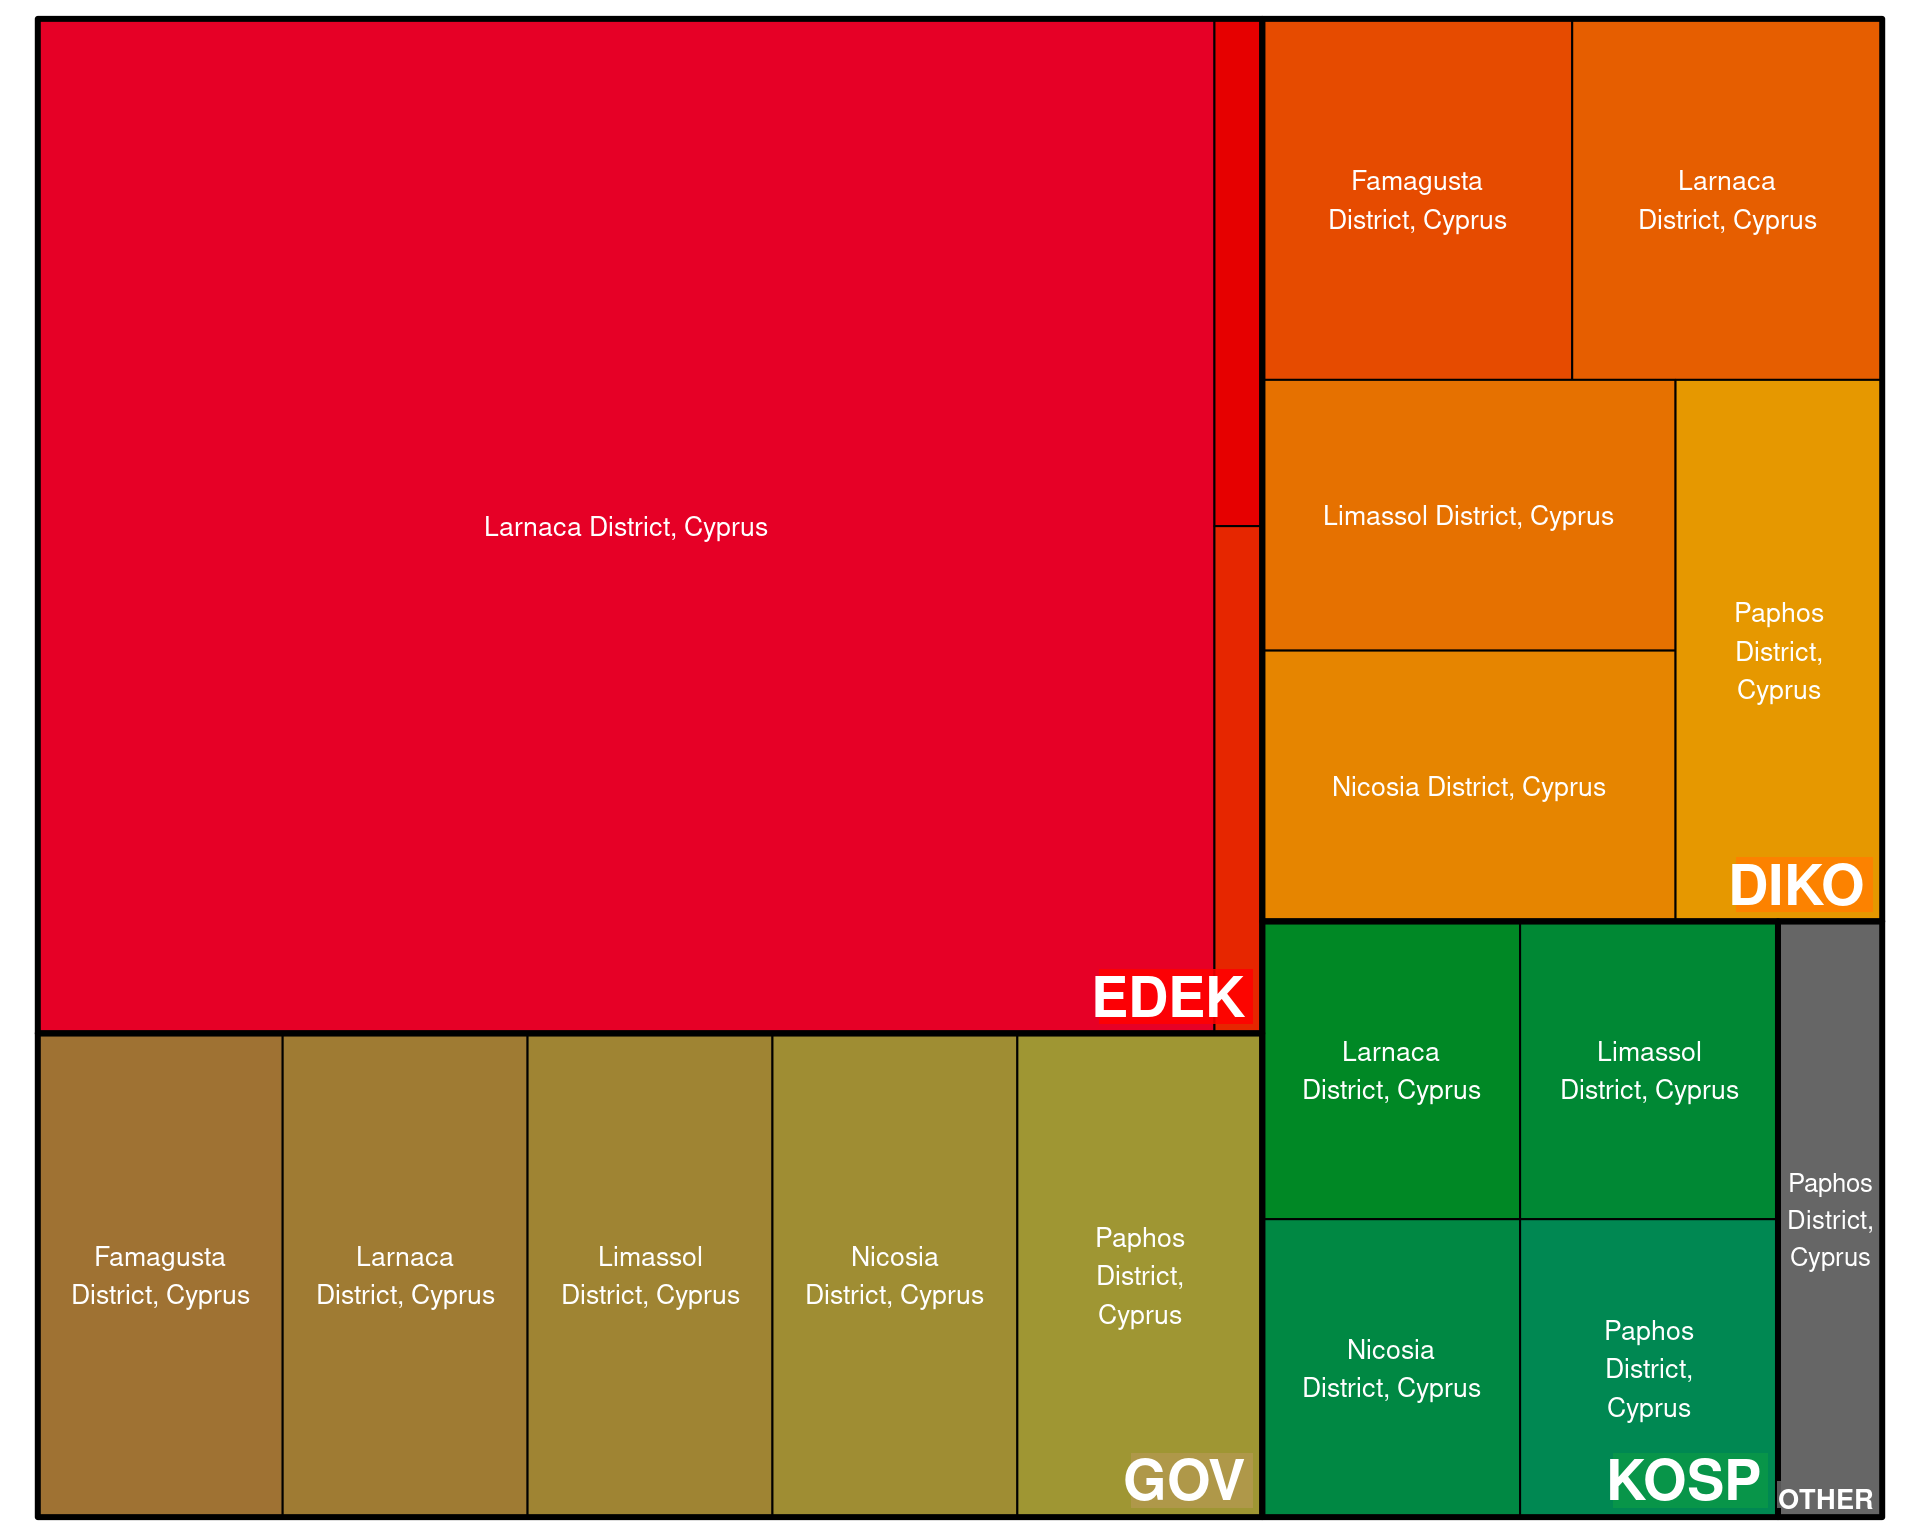 Larnaca District, Cyprus
EDEK
Famagusta
District, Cyprus
Larnaca
District, Cyprus
Limassol District, Cyprus
Nicosia District, Cyprus
Paphos
District,
Cyprus
DIKO
Famagusta
District, Cyprus
Larnaca
District, Cyprus
Limassol
District, Cyprus
Nicosia
District, Cyprus
Paphos
District,
Cyprus
GOV
Larnaca
District, Cyprus
Limassol
District, Cyprus
Nicosia
District, Cyprus
Paphos
District,
Cyprus
KOSP
Paphos
District,
Cyprus
OTHER